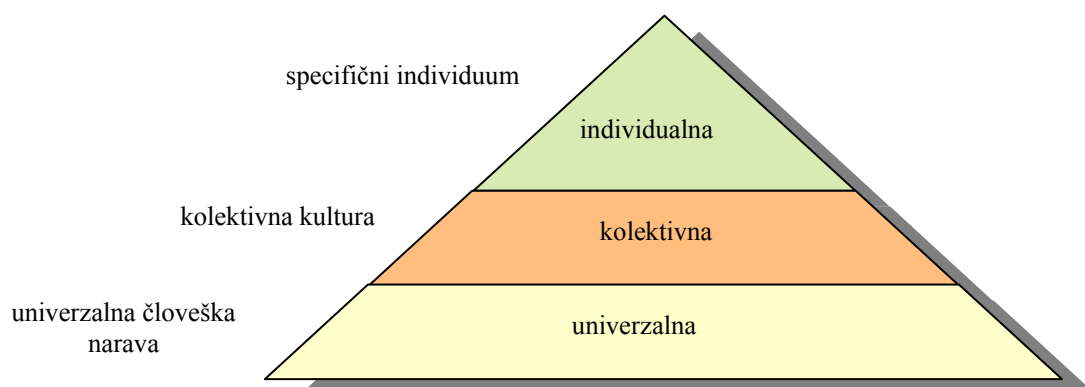 specifični individuum
individualna
kolektivna kultura
kolektivna
univerzalna človeška
narava
univerzalna